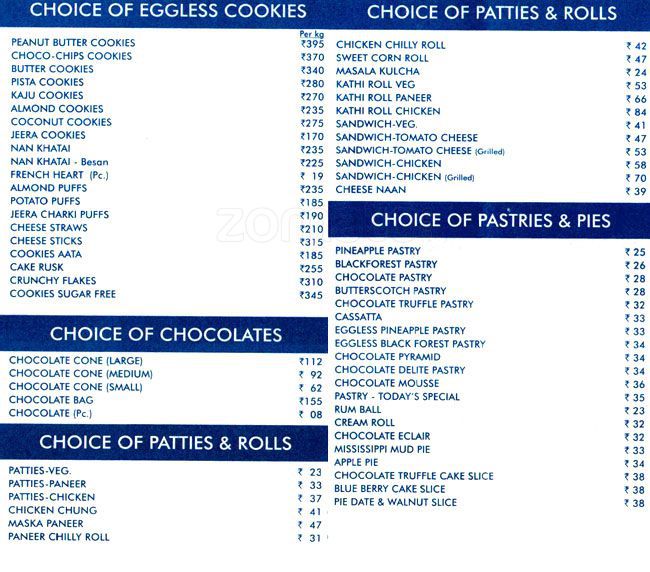 CHOICE OF EGGLESS COOKIES
Per kg
PEANUT BUTTER COOKIES ₹395
CHOCO-CHIPS COOKIES ₹370
BUTTER COOKIES ₹340
PISTA COOKIES ₹280
KAJU COOKIES ₹270
ALMOND COOKIES ₹235
COCONUT COOKIES ₹275
JEERA COOKIES ₹170
NAN KHATAI ₹235
NAN KHATAI - Besan ₹225
FRENCH HEART (Pc.) ₹ 19
ALMOND PUFFS ₹235
POTATO PUFFS ₹185
JEERA CHARKI PUFFS ₹190
CHEESE STRAWS ₹210
CHEESE STICKS ₹315
COOKIES AATA ₹185
CAKE RUSK ₹255
CRUNCHY FLAKES ₹310
COOKIES SUGAR FREE ₹345
CHOICE OF CHOCOLATES
CHOCOLATE CONE (LARGE) ₹112
CHOCOLATE CONE (MEDIUM) ₹ 92
CHOCOLATE CONE (SMALL) ₹ 62
CHOCOLATE BAG ₹155
CHOCOLATE (Pc.) ₹ 08
CHOICE OF PATTIES & ROLLS
PATTIES-VEG. ₹ 23
PATTIES-PANEER ₹ 33
PATTIES-CHICKEN ₹ 37
CHICKEN CHUNG ₹ 41
MASKA PANEER ₹ 47
PANEER CHILLY ROLL ₹ 31
CHOICE OF PATTIES & ROLLS
CHICKEN CHILLY ROLL ₹ 42
SWEET CORN ROLL ₹ 47
MASALA KULCHA ₹ 24
KATHI ROLL VEG ₹ 53
KATHI ROLL PANEER ₹ 66
KATHI ROLL CHICKEN ₹ 84
SANDWICH-VEG. ₹ 41
SANDWICH-TOMATO CHEESE ₹ 47
SANDWICH-TOMATO CHEESE (Grilled) ₹ 53
SANDWICH-CHICKEN ₹ 58
SANDWICH-CHICKEN (Grilled) ₹ 70
CHEESE NAAN ₹ 39
CHOICE OF PASTRIES & PIES
PINEAPPLE PASTRY ₹ 25
BLACKFOREST PASTRY ₹ 26
CHOCOLATE PASTRY ₹ 28
BUTTERSCOTCH PASTRY ₹ 28
CHOCOLATE TRUFFLE PASTRY ₹ 32
CASSATTA ₹ 33
EGGLESS PINEAPPLE PASTRY ₹ 33
EGGLESS BLACK FOREST PASTRY ₹ 34
CHOCOLATE PYRAMID ₹ 34
CHOCOLATE DELITE PASTRY ₹ 34
CHOCOLATE MOUSSE ₹ 36
PASTRY - TODAY'S SPECIAL ₹ 35
RUM BALL ₹ 23
CREAM ROLL ₹ 32
CHOCOLATE ECLAIR ₹ 32
MISSISSIPPI MUD PIE ₹ 33
APPLE PIE ₹ 34
CHOCOLATE TRUFFLE CAKE SLICE ₹ 38
BLUE BERRY CAKE SLICE ₹ 38
PIE DATE & WALNUT SLICE ₹ 38